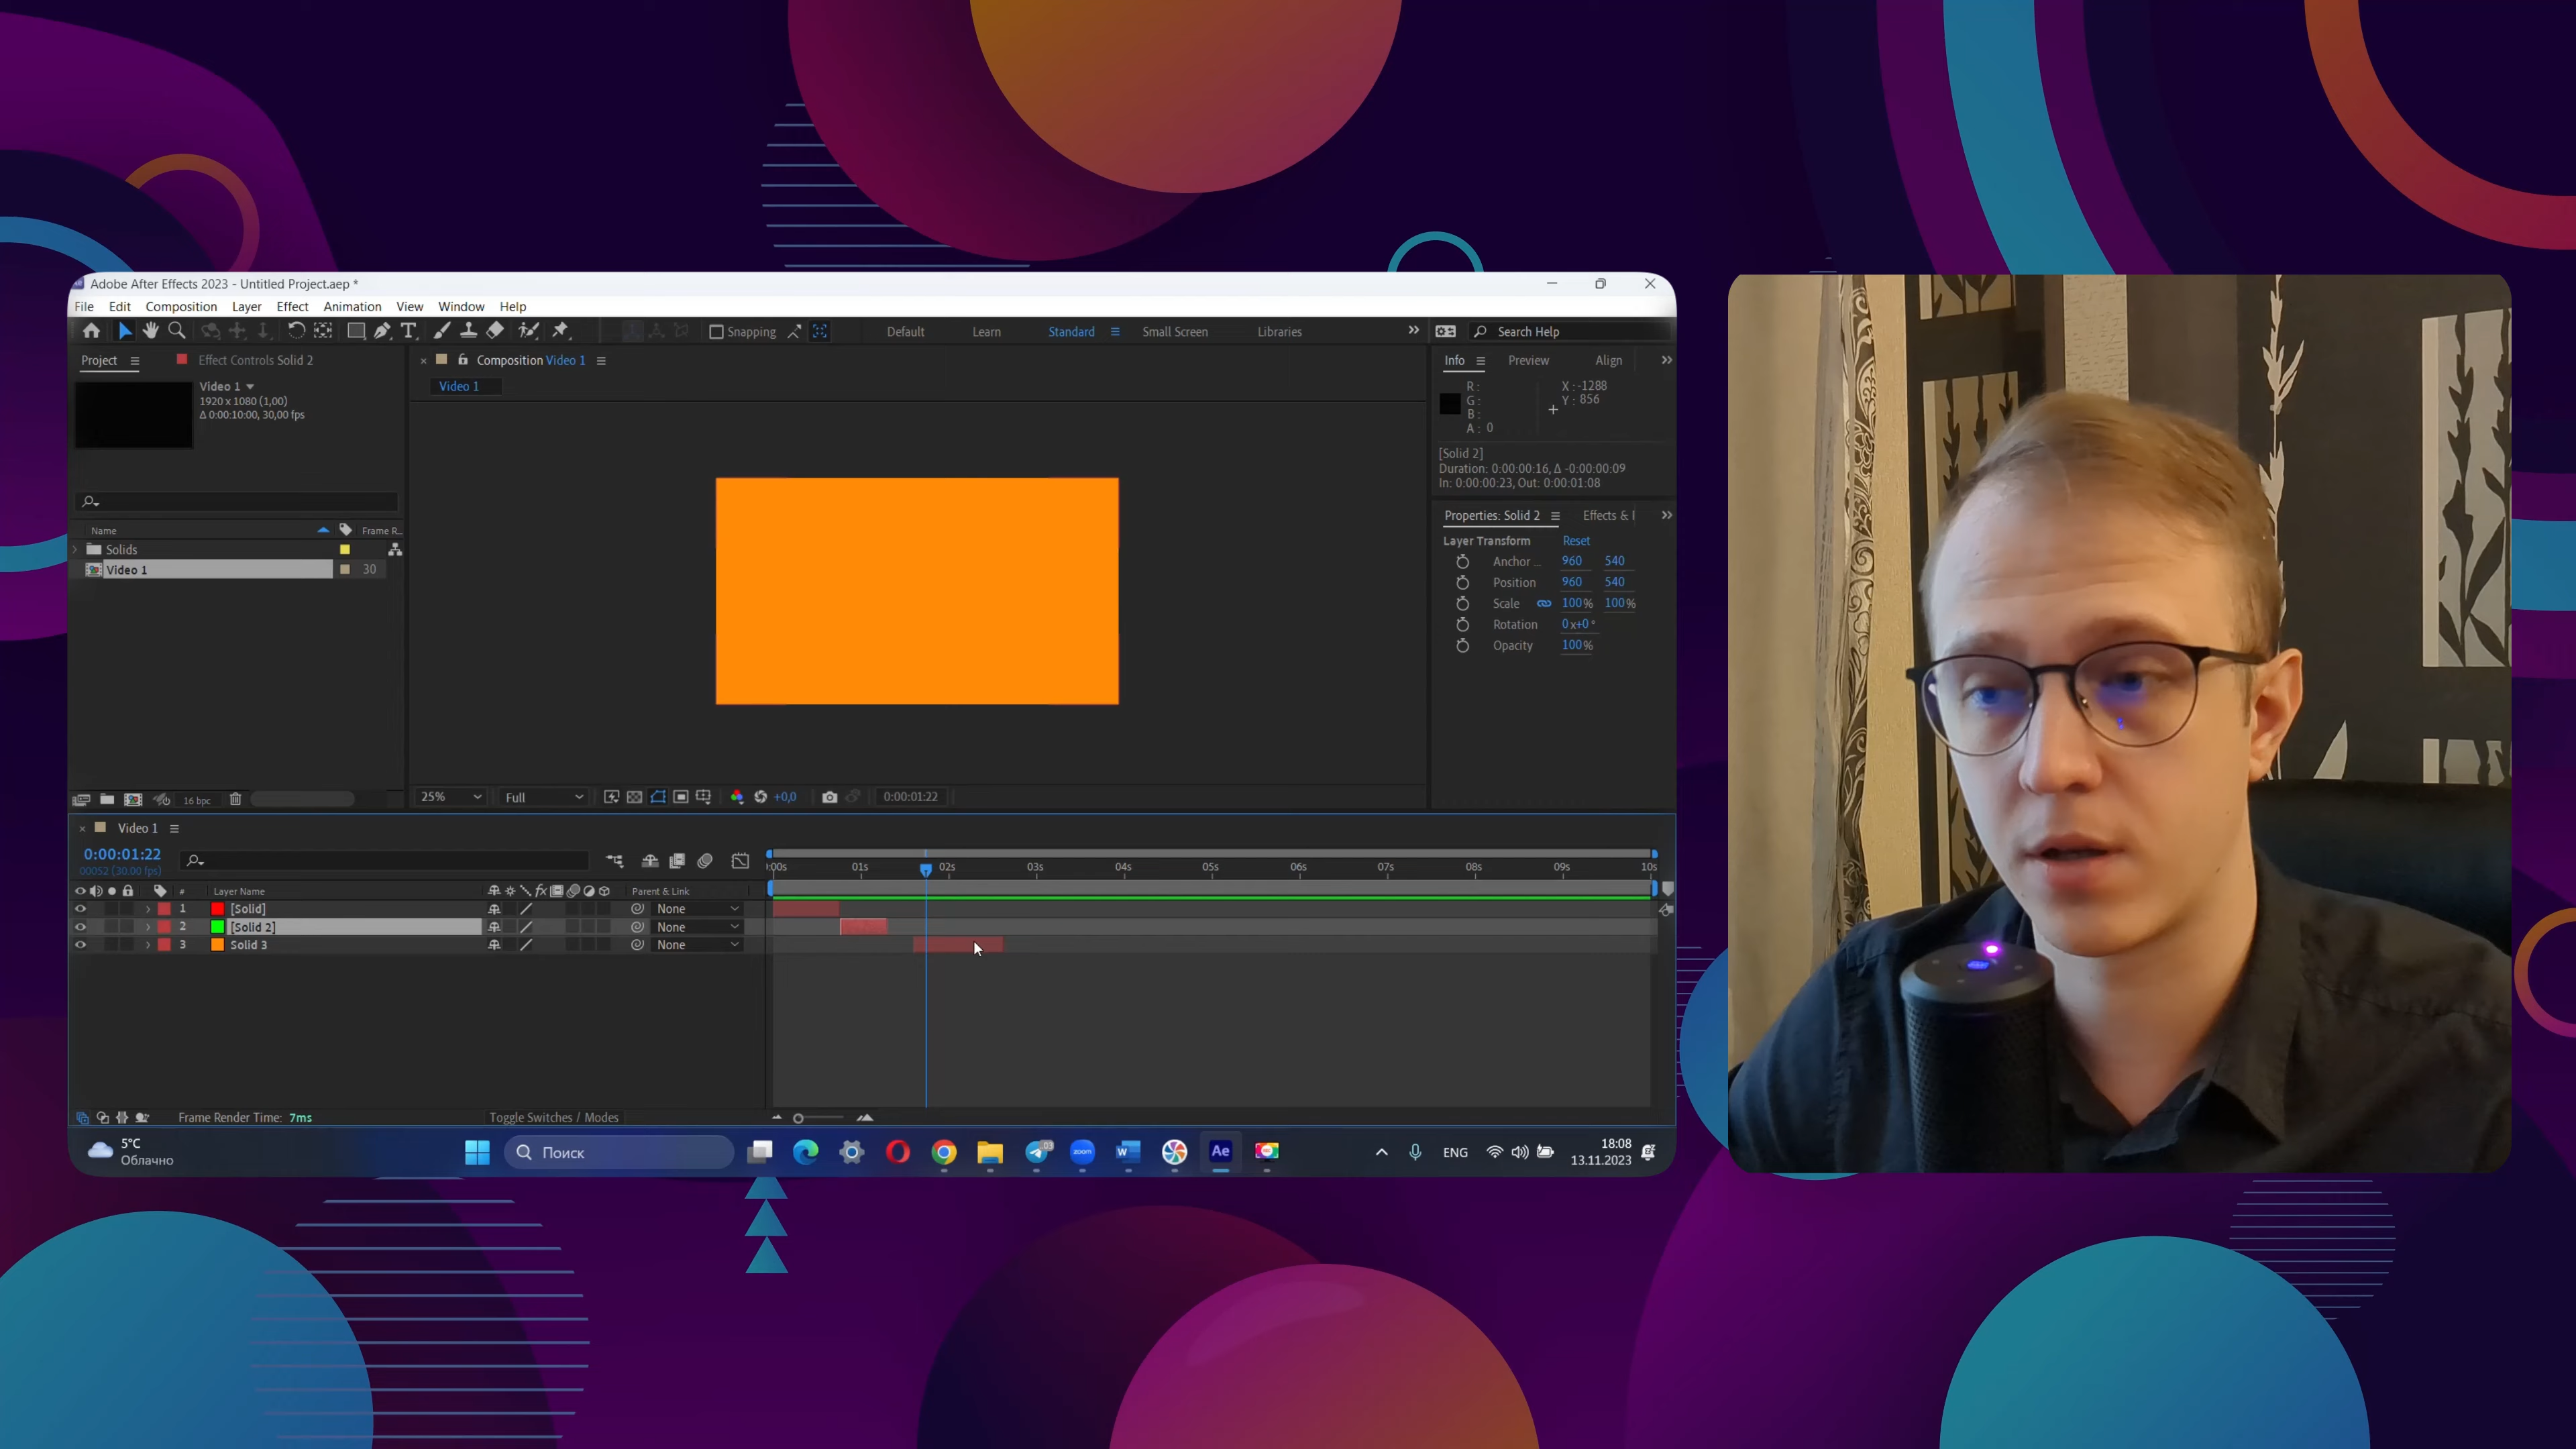 Adobe After Effects 2023 - Untitled Project.aep *
File Edit Composition Layer Effect Animation View Window Help
Snapping Default Learn Standard Small Screen Libraries Search Help
Project Effect Controls Solid 2 Composition Video 1 Info Preview Align
Video 1
1920 x 1080 (1,00)
Δ 0:00:10:00, 30,00 fps
Video 1
R :
G :
B :
A : 0
X : -1288
Y : 856
[Solid 2]
Duration: 0:00:00:16, Δ -0:00:00:09
In: 0:00:00:23, Out: 0:00:01:08
Properties: Solid 2 Effects &
Layer Transform Reset
Anchor ... 960 540
Position 960 540
Scale 100% 100%
Rotation 0x+0°
Opacity 100%
Name Frame R...
Solids
Video 1 30
16 bpc
25% Full +0,0 0:00:01:22
Video 1
0:00:01:22
00052 (30.00 fps)
:00s 01s 02s 03s 04s 05s 06s 07s 08s 09s 10s
# Layer Name Parent & Link
1 [Solid] None
2 [Solid 2] None
3 Solid 3 None
Frame Render Time: 7ms Toggle Switches / Modes
5°C
Облачно
Поиск
zoom
Ae
ENG
18:08
13.11.2023